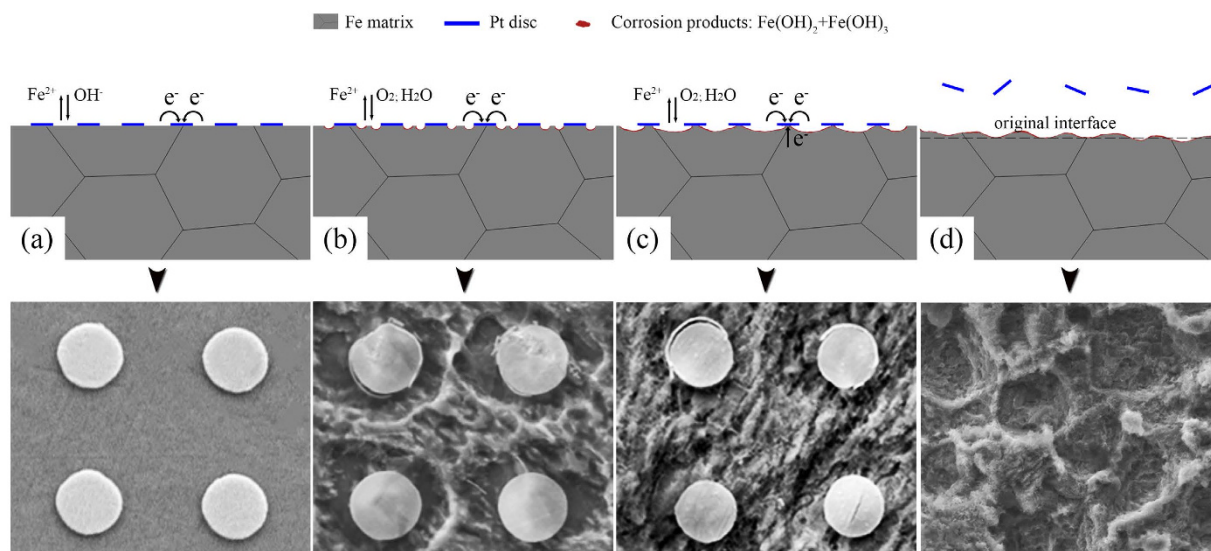 Fe matrix Pt disc Corrosion products: Fe(OH)₂+Fe(OH)₃
Fe²⁺ OH⁻ e⁻ e⁻
Fe²⁺ O₂; H₂O e⁻ e⁻
Fe²⁺ O₂; H₂O e⁻ e⁻
e⁻
original interface
(a) (b) (c) (d)